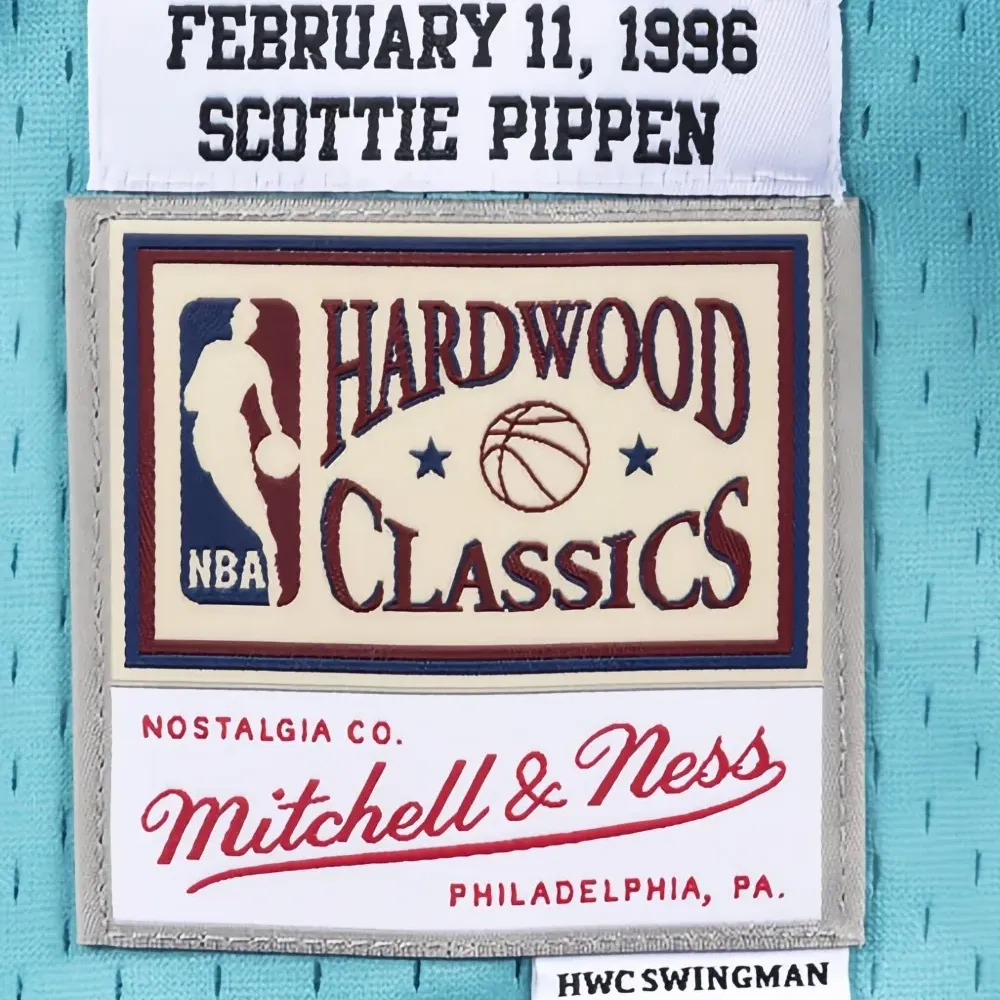 FEBRUARY 11, 1996
SCOTTIE PIPPEN
HARDWOOD
CLASSICS
NBA
NOSTALGIA CO.
Mitchell & Ness
PHILADELPHIA, PA.
HWC SWINGMAN